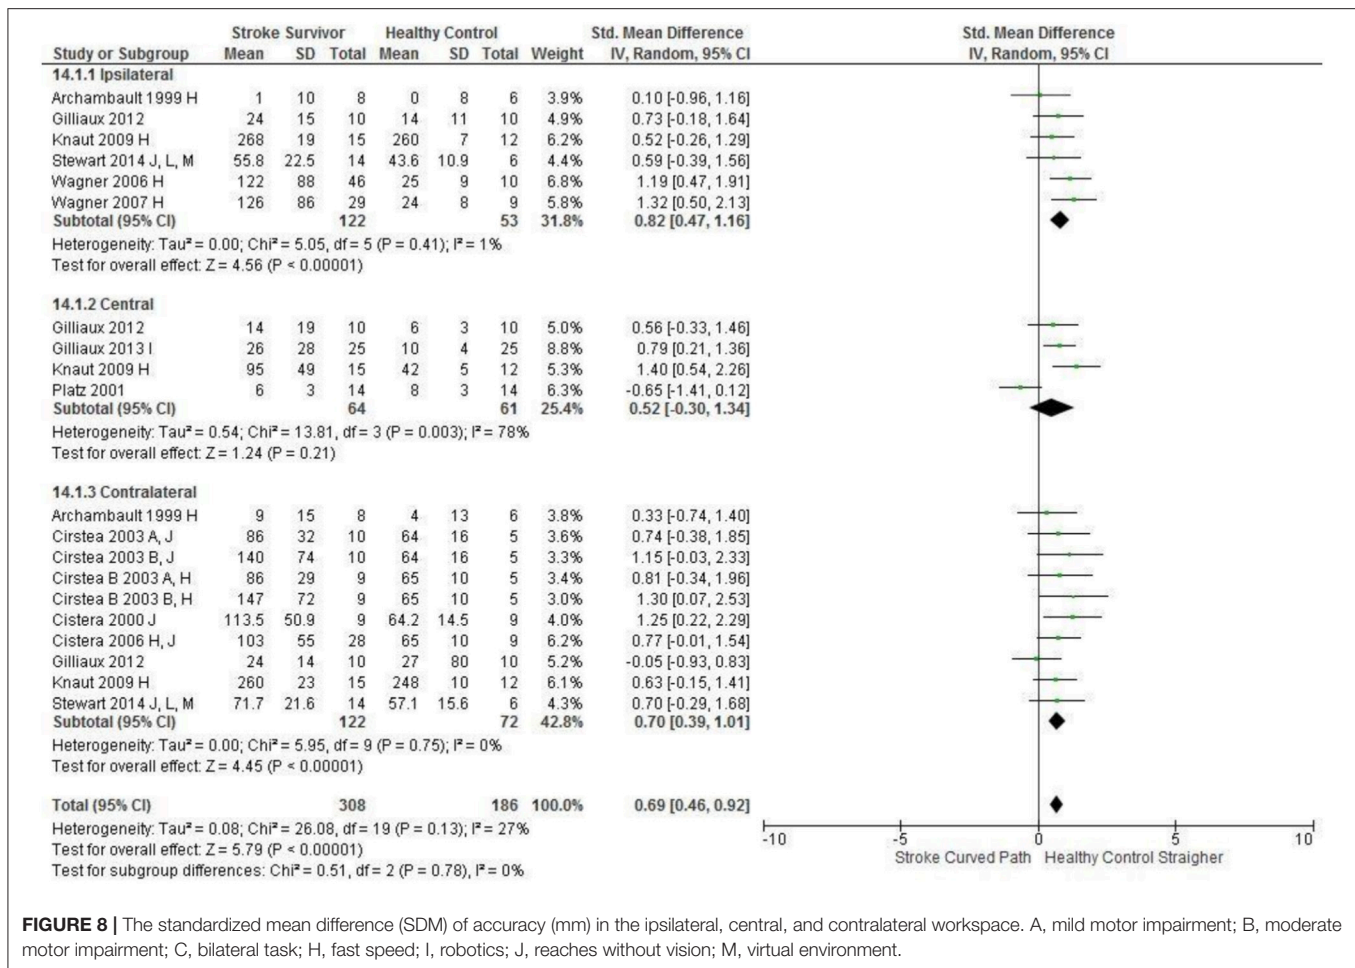 Stroke Survivor Healthy Control Std. Mean Difference Std. Mean Difference
Study or Subgroup Mean SD Total Mean SD Total Weight IV, Random, 95% CI IV, Random, 95% CI
14.1.1 Ipsilateral
Archambault 1999 H 1 10 8 0 8 6 3.9% 0.10 [-0.96, 1.16]
Gilliaux 2012 24 15 10 14 11 10 4.9% 0.73 [-0.18, 1.64]
Knaut 2009 H 268 19 15 260 7 12 6.2% 0.52 [-0.26, 1.29]
Stewart 2014 J, L, M 55.8 22.5 14 43.6 10.9 6 4.4% 0.59 [-0.39, 1.56]
Wagner 2006 H 122 88 46 25 9 10 6.8% 1.19 [0.47, 1.91]
Wagner 2007 H 126 86 29 24 8 9 5.8% 1.32 [0.50, 2.13]
Subtotal (95% CI) 122 53 31.8% 0.82 [0.47, 1.16]
Heterogeneity: Tau² = 0.00; Chi² = 5.05, df = 5 (P = 0.41); I² = 1%
Test for overall effect: Z = 4.56 (P < 0.00001)
14.1.2 Central
Gilliaux 2012 14 19 10 6 3 10 5.0% 0.56 [-0.33, 1.46]
Gilliaux 2013 I 26 28 25 10 4 25 8.8% 0.79 [0.21, 1.36]
Knaut 2009 H 95 49 15 42 5 12 5.3% 1.40 [0.54, 2.26]
Platz 2001 6 3 14 8 3 14 6.3% -0.65 [-1.41, 0.12]
Subtotal (95% CI) 64 61 25.4% 0.52 [-0.30, 1.34]
Heterogeneity: Tau² = 0.54; Chi² = 13.81, df = 3 (P = 0.003); I² = 78%
Test for overall effect: Z = 1.24 (P = 0.21)
14.1.3 Contralateral
Archambault 1999 H 9 15 8 4 13 6 3.8% 0.33 [-0.74, 1.40]
Cirstea 2003 A, J 86 32 10 64 16 5 3.6% 0.74 [-0.38, 1.85]
Cirstea 2003 B, J 140 74 10 64 16 5 3.3% 1.15 [-0.03, 2.33]
Cirstea B 2003 A, H 86 29 9 65 10 5 3.4% 0.81 [-0.34, 1.96]
Cirstea B 2003 B, H 147 72 9 65 10 5 3.0% 1.30 [0.07, 2.53]
Cistera 2000 J 113.5 50.9 9 64.2 14.5 9 4.0% 1.25 [0.22, 2.29]
Cistera 2006 H, J 103 55 28 65 10 9 6.2% 0.77 [-0.01, 1.54]
Gilliaux 2012 24 14 10 27 80 10 5.2% -0.05 [-0.93, 0.83]
Knaut 2009 H 260 23 15 248 10 12 6.1% 0.63 [-0.15, 1.41]
Stewart 2014 J, L, M 71.7 21.6 14 57.1 15.6 6 4.3% 0.70 [-0.29, 1.68]
Subtotal (95% CI) 122 72 42.8% 0.70 [0.39, 1.01]
Heterogeneity: Tau² = 0.00; Chi² = 5.95, df = 9 (P = 0.75); I² = 0%
Test for overall effect: Z = 4.45 (P < 0.00001)
Total (95% CI) 308 186 100.0% 0.69 [0.46, 0.92]
Heterogeneity: Tau² = 0.08; Chi² = 26.08, df = 19 (P = 0.13); I² = 27%
Test for overall effect: Z = 5.79 (P < 0.00001)
Test for subgroup differences: Chi² = 0.51, df = 2 (P = 0.78), I² = 0%
-10 -5 0 5 10
Stroke Curved Path Healthy Control Straigher
FIGURE 8 | The standardized mean difference (SDM) of accuracy (mm) in the ipsilateral, central, and contralateral workspace. A, mild motor impairment; B, moderate
motor impairment; C, bilateral task; H, fast speed; I, robotics; J, reaches without vision; M, virtual environment.